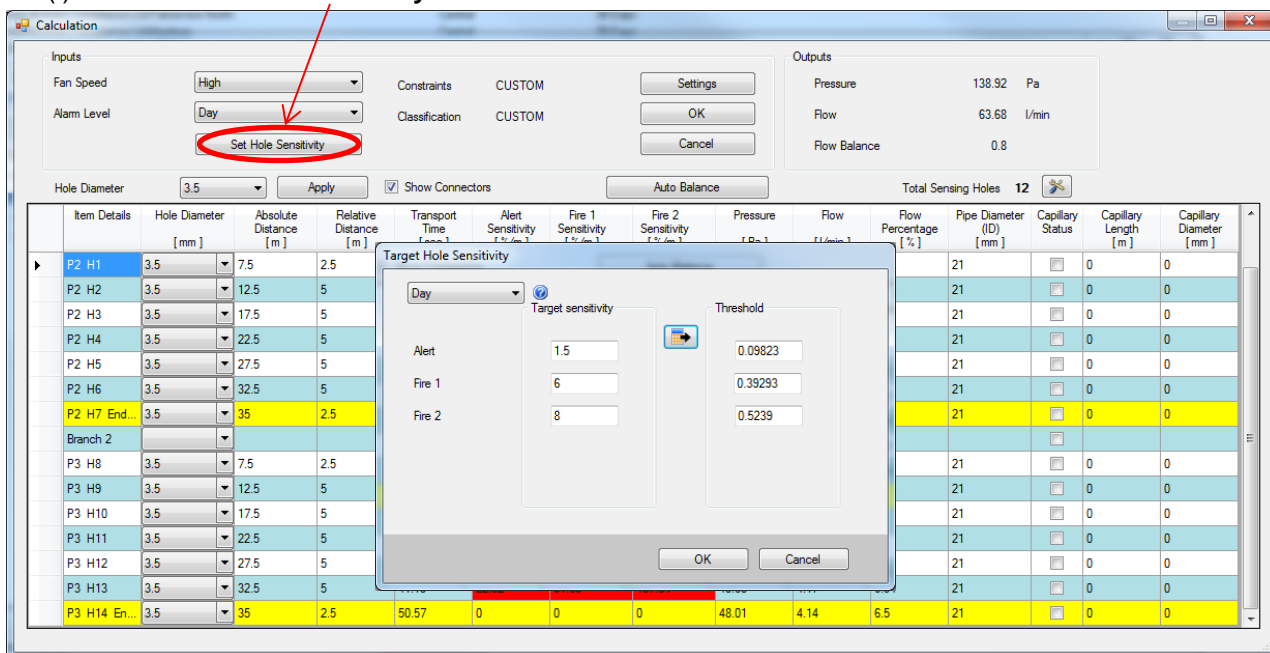 Calculation
Inputs
Fan Speed High Constraints CUSTOM Settings
Alarm Level Day Classification CUSTOM OK
Set Hole Sensitivity Cancel
Outputs
Pressure 138.92 Pa
Flow 63.68 l/min
Flow Balance 0.8
Hole Diameter 3.5 Apply Show Connectors Auto Balance Total Sensing Holes 12
Item Details Hole Diameter [ mm ] Absolute Distance [ m ] Relative Distance [ m ] Transport Time Alert Sensitivity Fire 1 Sensitivity Fire 2 Sensitivity Pressure Flow Flow Percentage [ % ] Pipe Diameter (ID) [ mm ] Capillary Status Capillary Length [ m ] Capillary Diameter [ mm ]
P2 H1 3.5 7.5 2.5 21 0 0
P2 H2 3.5 12.5 5 21 0 0
P2 H3 3.5 17.5 5 21 0 0
P2 H4 3.5 22.5 5 21 0 0
P2 H5 3.5 27.5 5 21 0 0
P2 H6 3.5 32.5 5 21 0 0
P2 H7 End... 3.5 35 2.5 21 0 0
Branch 2
P3 H8 3.5 7.5 2.5 21 0 0
P3 H9 3.5 12.5 5 21 0 0
P3 H10 3.5 17.5 5 21 0 0
P3 H11 3.5 22.5 5 21 0 0
P3 H12 3.5 27.5 5 21 0 0
P3 H13 3.5 32.5 5 21 0 0
P3 H14 En... 3.5 35 2.5 50.57 0 0 0 48.01 4.14 6.5 21 0 0
Target Hole Sensitivity
Day
Target sensitivity Threshold
Alert 1.5 0.09823
Fire 1 6 0.39293
Fire 2 8 0.5239
OK Cancel